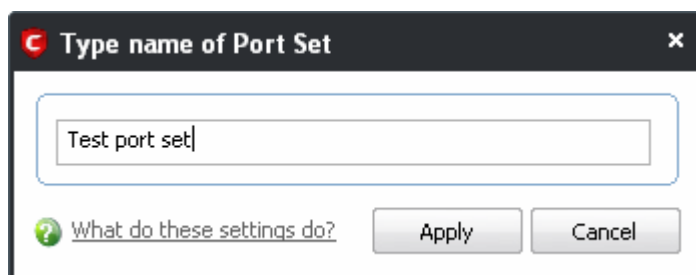 Type name of Port Set
Test port set
What do these settings do?
Apply
Cancel